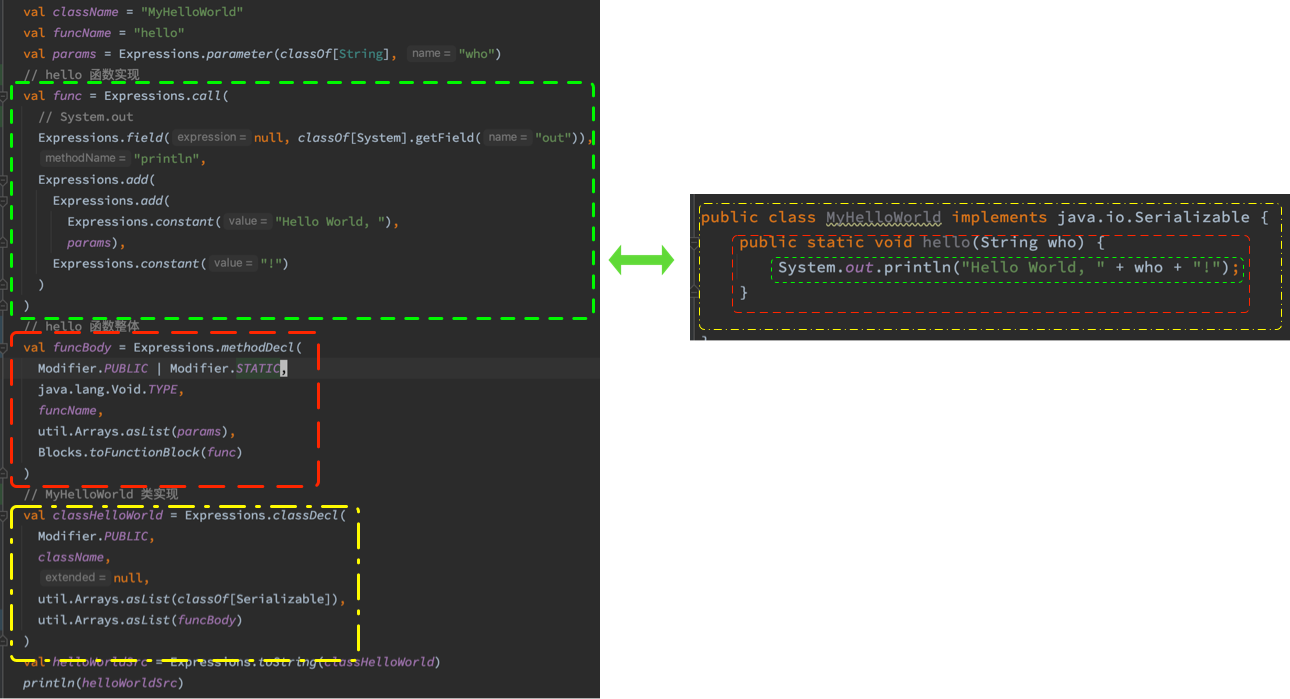 val className = "MyHelloWorld"
val funcName = "hello"
val params = Expressions.parameter(classOf[String], name = "who")
// hello 函数实现
val func = Expressions.call(
// System.out
Expressions.field( expression = null, classOf[System].getField( name = "out")),
methodName = "println",
Expressions.add(
Expressions.add(
Expressions.constant( value = "Hello World, "),
params),
Expressions.constant( value = "!")
)
)
// hello 函数整体
val funcBody = Expressions.methodDecl(
Modifier.PUBLIC | Modifier.STATIC,
java.lang.Void.TYPE,
funcName,
util.Arrays.asList(params),
Blocks.toFunctionBlock(func)
)
// MyHelloWorld 类实现
val classHelloWorld = Expressions.classDecl(
Modifier.PUBLIC,
className,
extended = null,
util.Arrays.asList(classOf[Serializable]),
util.Arrays.asList(funcBody)
)
val helloWorldSrc = Expressions.toString(classHelloWorld)
println(helloWorldSrc)
public class MyHelloWorld implements java.io.Serializable {
public static void hello(String who) {
System.out.println("Hello World, " + who + "!");
}
}